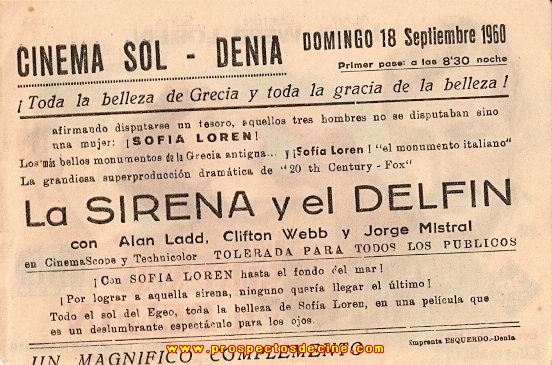 CINEMA SOL - DENIA
DOMINGO 18 Septiembre 1960
Primer pase: a las 8'30 noche
¡Toda la belleza de Grecia y toda la gracia de la belleza!
afirmando disputarse un tesoro, aquellos tres hombres no se disputaban sino
una mujer: ¡SOFIA LOREN!
Los más bellos monumentos de la Grecia antigua... y ¡Sofía Loren! "el monumento italiano"
La grandiosa superproducción dramática de "20 th Century - Fox"
La SIRENA y el DELFIN
con Alan Ladd, Clifton Webb y Jorge Mistral
en CinemaScope y Technicolor TOLERADA PARA TODOS LOS PUBLICOS
¡Con SOFIA LOREN hasta el fondo del mar!
¡Por lograr a aquella sirena, ninguno quería llegar el último!
Todo el sol del Egeo, toda la belleza de Sofía Loren, en una película que
es un deslumbrante espectáculo para los ojos.
Emprenta ESQUERDO.-Denia
UN MAGNIFICO COMPLEMENTO
www.prospectosdecine.com